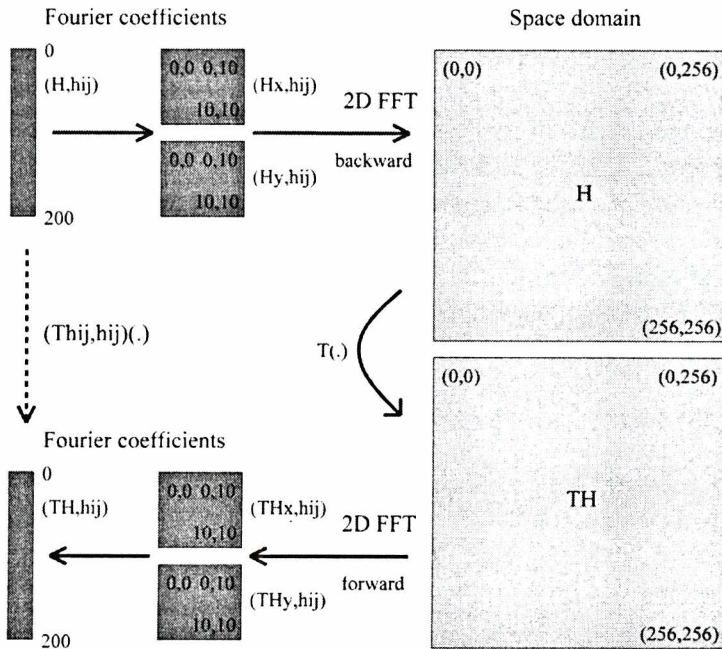 Fourier coefficients
Space domain
0
(H,hij)
200
0,0 0,10
10,10
(Hx,hij)
0,0 0,10
10,10
(Hy,hij)
2D FFT
backward
(0,0) (0,256)
H
(256,256)
(Thij,hij)(.)
T(.)
Fourier coefficients
0
(TH,hij)
200
0,0 0,10
10,10
(THx,hij)
0,0 0,10
10,10
(THy,hij)
2D FFT
forward
(0,0) (0,256)
TH
(256,256)